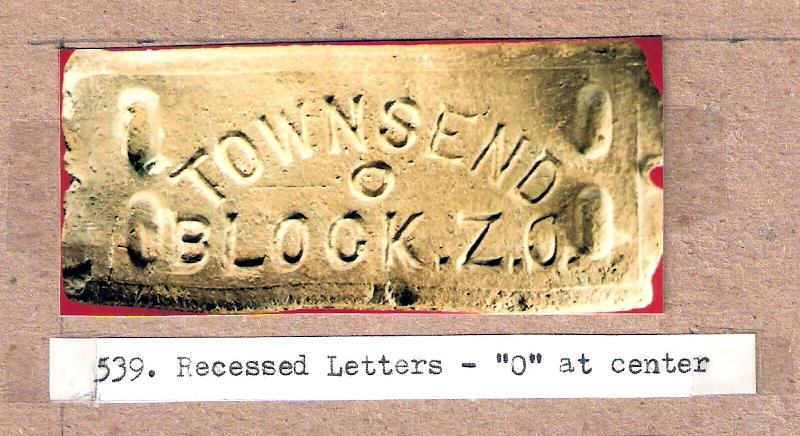 TOWNSEND
O
BLOCK.Z.O.
539. Recessed Letters - "O" at center